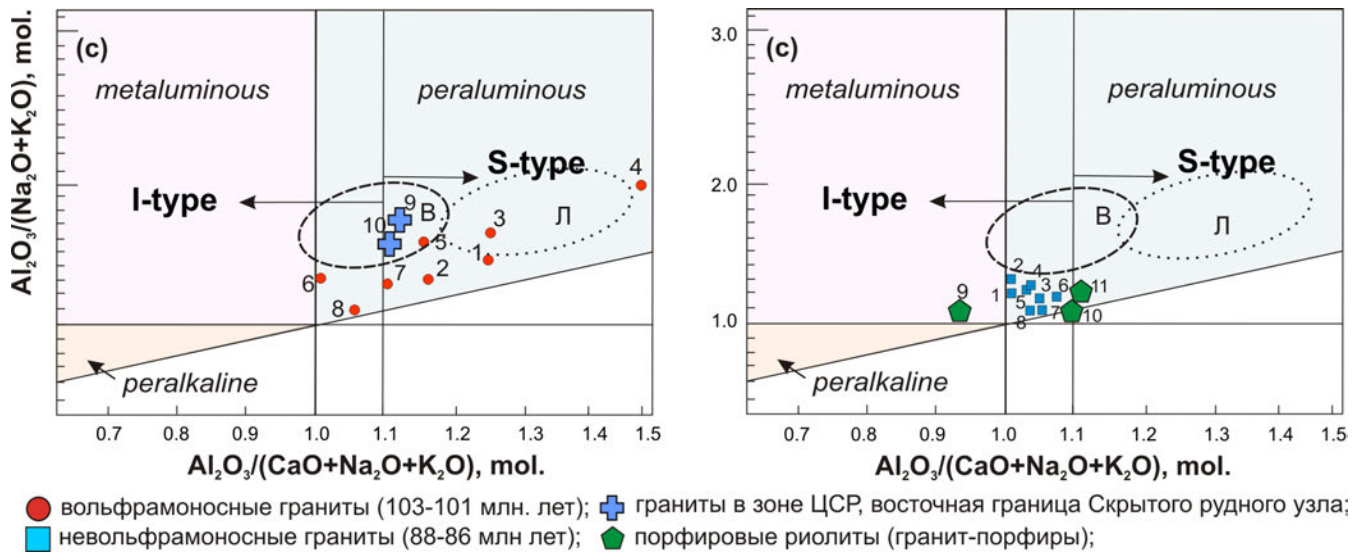 Al₂O₃/(Na₂O+K₂O), mol.
(c)
metaluminous
peraluminous
S-type
I-type
4
9
В
Л
3
10
5
1
7
2
6
8
peralkaline
0.7
0.8
0.9
1.0
1.1
1.2
1.3
1.4
1.5
Al₂O₃/(CaO+Na₂O+K₂O), mol.
3.0
2.0
1.0
(c)
metaluminous
peraluminous
S-type
I-type
В
Л
2
4
9
1
3
6
11
5
7
10
8
peralkaline
0.7
0.8
0.9
1.0
1.1
1.2
1.3
1.4
1.5
Al₂O₃/(CaO+Na₂O+K₂O), mol.
вольфрамоносные граниты (103-101 млн. лет); граниты в зоне ЦСР, восточная граница Скрытого рудного узла;
невольфрамоносные граниты (88-86 млн лет); порфировые риолиты (гранит-порфиры);